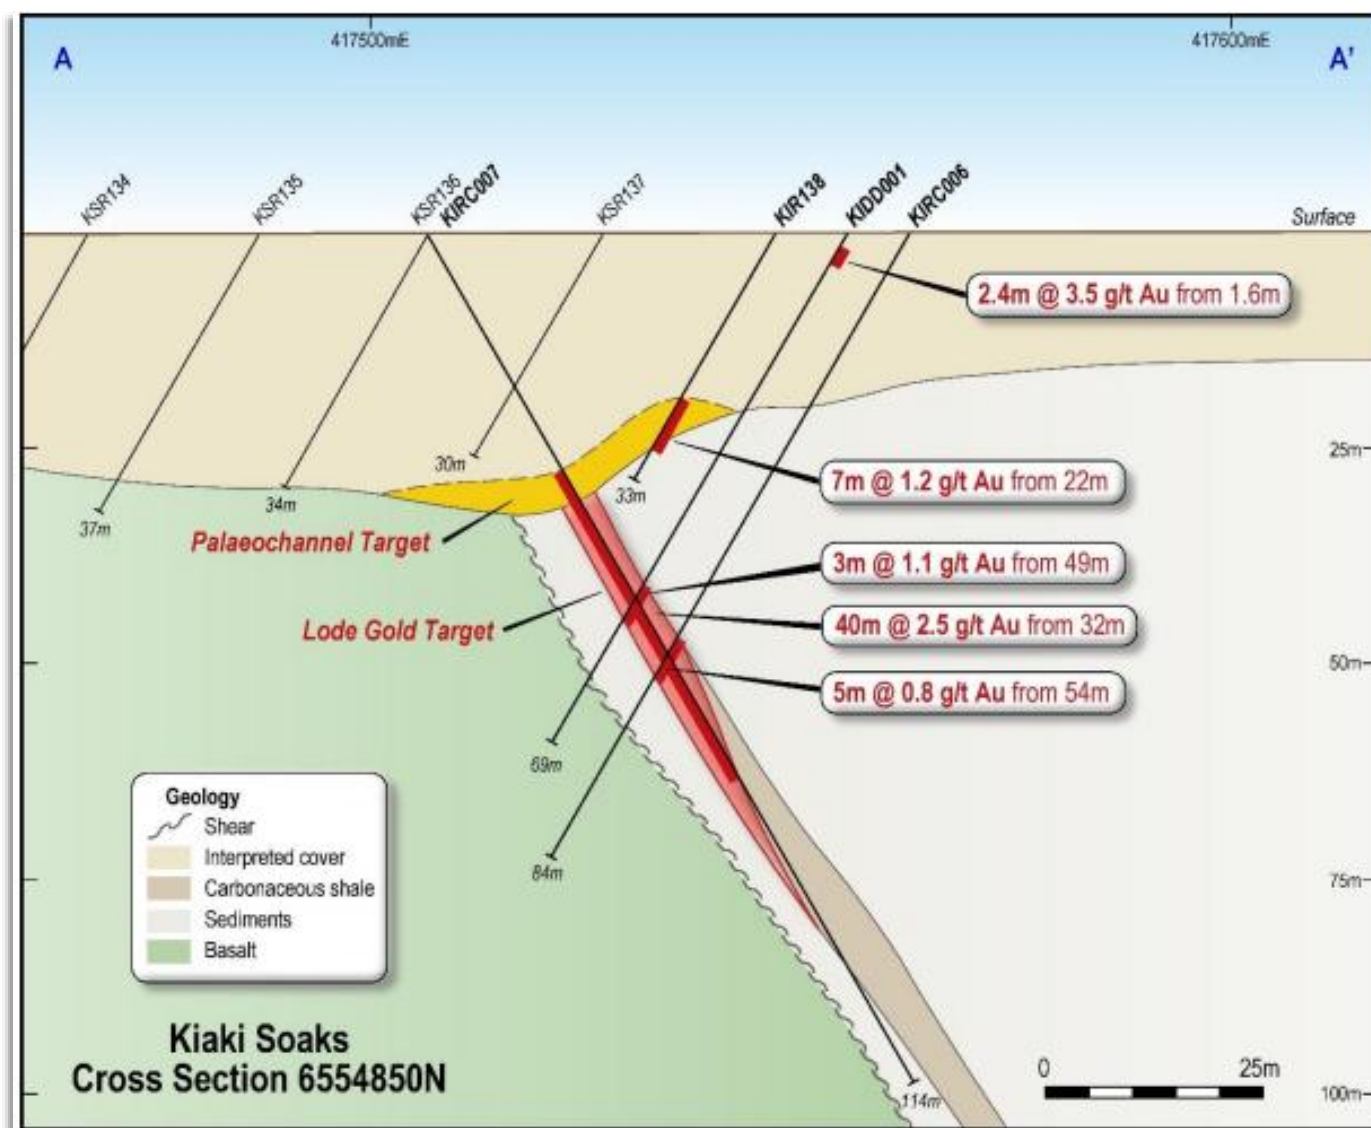 417500mE
417600mE
A
A'
KSR134
KSR135
KSR136
KIRC007
KSR137
KIR138
KIDD001
KIRC006
Surface
2.4m @ 3.5 g/t Au from 1.6m
25m
30m
7m @ 1.2 g/t Au from 22m
33m
34m
37m
Palaeochannel Target
3m @ 1.1 g/t Au from 49m
40m @ 2.5 g/t Au from 32m
Lode Gold Target
50m
5m @ 0.8 g/t Au from 54m
69m
Geology
Shear
Interpreted cover
Carbonaceous shale
Sediments
Basalt
84m
75m
Kiaki Soaks
Cross Section 6554850N
0 25m
114m
100m